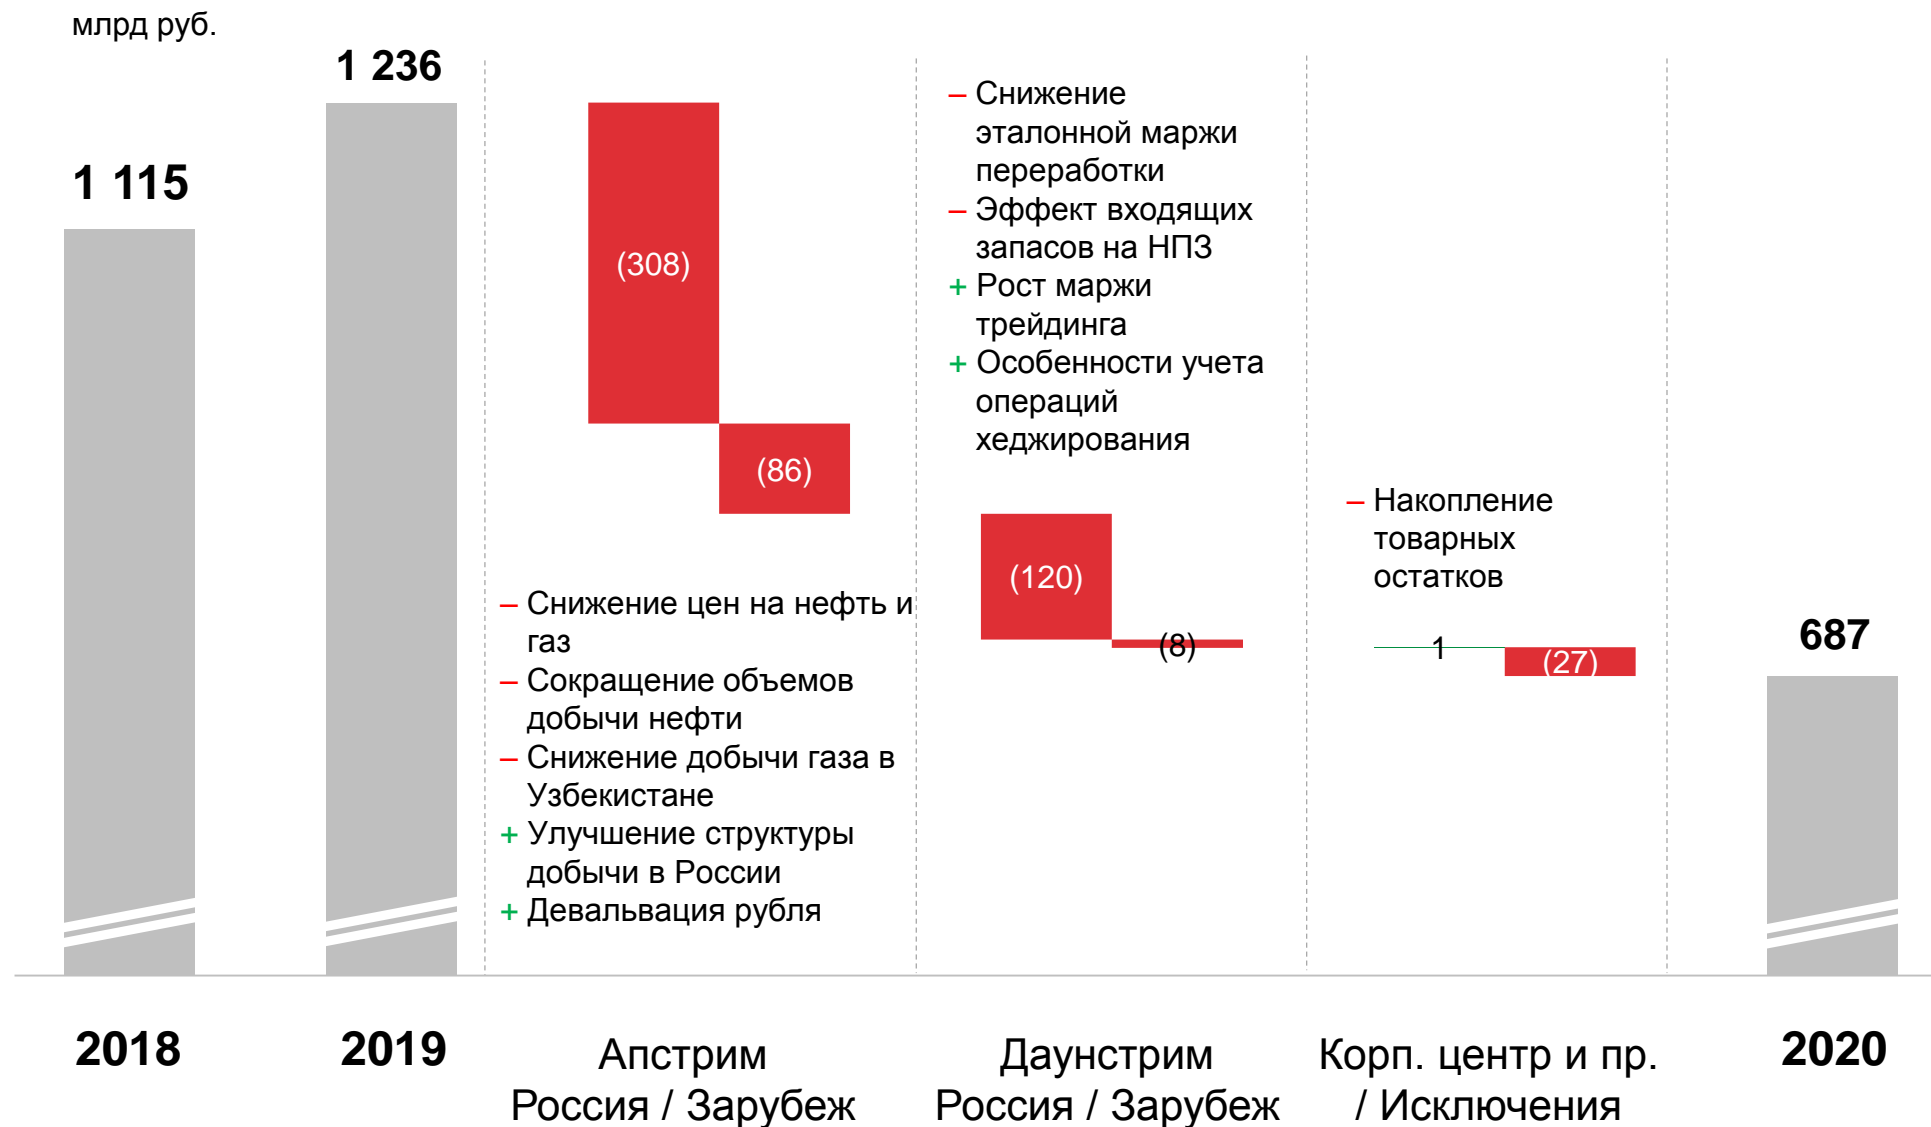 млрд руб.
1 115
1 236
(308)
(86)
– Снижение цен на нефть и
газ
– Сокращение объемов
добычи нефти
– Снижение добычи газа в
Узбекистане
+ Улучшение структуры
добычи в России
+ Девальвация рубля
– Снижение
эталонной маржи
переработки
– Эффект входящих
запасов на НПЗ
+ Рост маржи
трейдинга
+ Особенности учета
операций
хеджирования
(120)
(8)
– Накопление
товарных
остатков
1
(27)
687
2018
2019
Апстрим
Россия / Зарубеж
Даунстрим
Россия / Зарубеж
Корп. центр и пр.
/ Исключения
2020